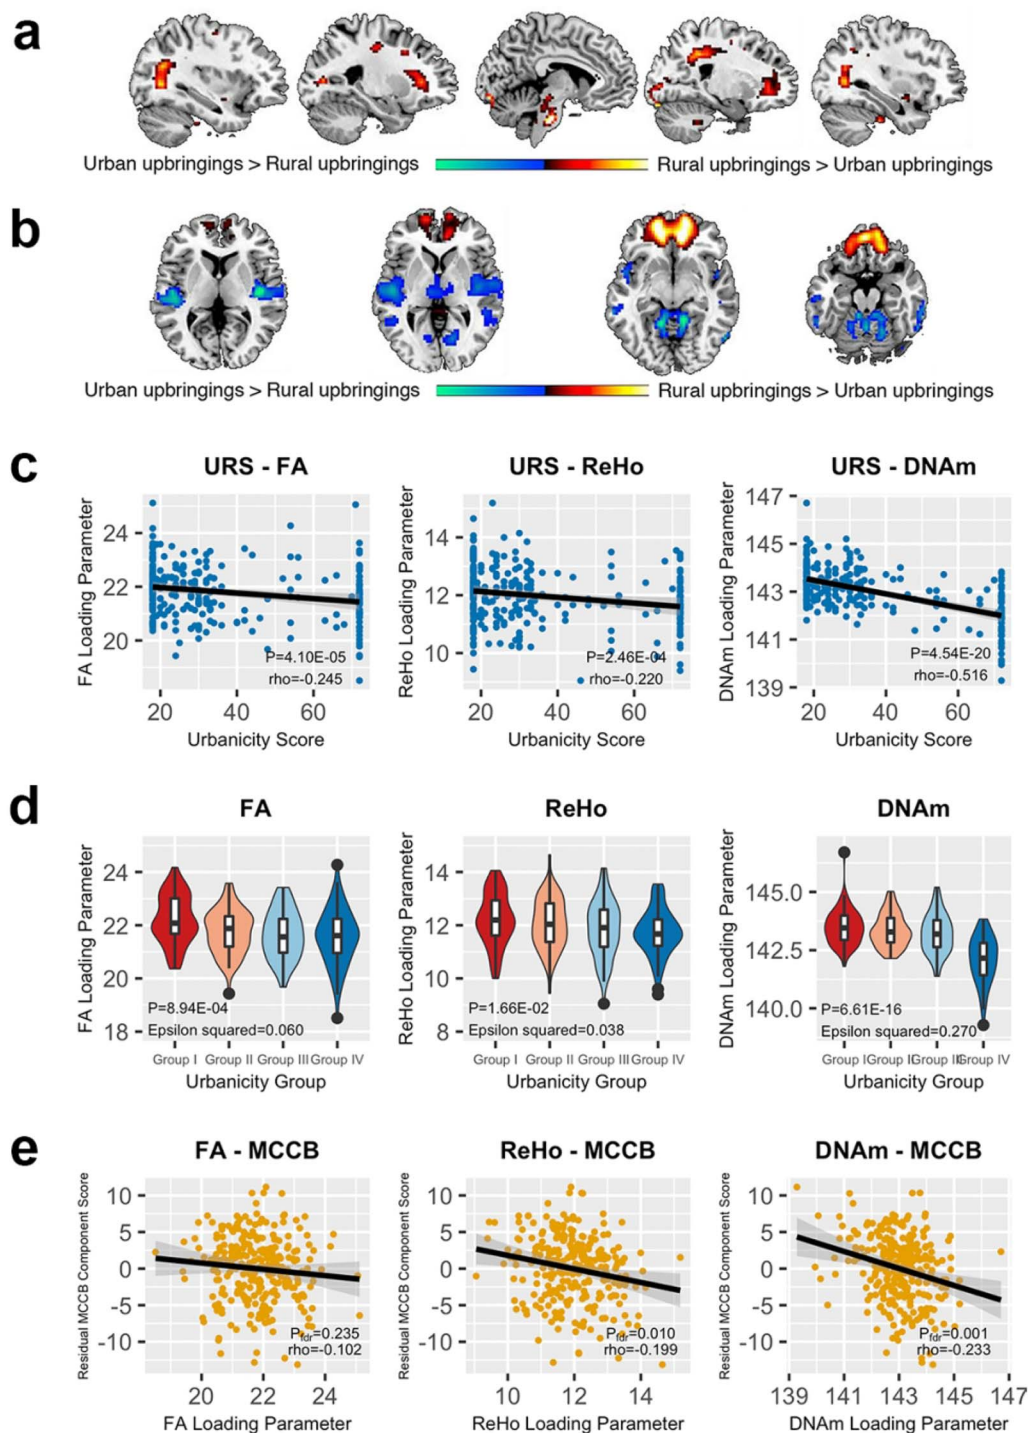 a
Urban upbringings > Rural upbringings Rural upbringings > Urban upbringings
b
Urban upbringings > Rural upbringings Rural upbringings > Urban upbringings
c
URS - FA
FA Loading Parameter
24
22
20
P=4.10E-05
rho=-0.245
20 40 60
Urbanicity Score
URS - ReHo
ReHo Loading Parameter
14
12
10
P=2.46E-04
rho=-0.220
20 40 60
Urbanicity Score
URS - DNAm
DNAm Loading Parameter
147
145
143
141
139
P=4.54E-20
rho=-0.516
20 40 60
Urbanicity Score
d
FA
FA Loading Parameter
24
22
20
18
P=8.94E-04
Epsilon squared=0.060
Group I Group II Group III Group IV
Urbanicity Group
ReHo
ReHo Loading Parameter
14
12
10
8
P=1.66E-02
Epsilon squared=0.038
Group I Group II Group III Group IV
Urbanicity Group
DNAm
DNAm Loading Parameter
145.0
142.5
140.0
P=6.61E-16
Epsilon squared=0.270
Group I Group II Group III Group IV
Urbanicity Group
e
FA - MCCB
Residual MCCB Component Score
10
5
0
-5
-10
Pfdr=0.235
rho=-0.102
20 22 24
FA Loading Parameter
ReHo - MCCB
Residual MCCB Component Score
10
5
0
-5
-10
Pfdr=0.010
rho=-0.199
10 12 14
ReHo Loading Parameter
DNAm - MCCB
Residual MCCB Component Score
10
5
0
-5
-10
Pfdr=0.001
rho=-0.233
139 141 143 145 147
DNAm Loading Parameter